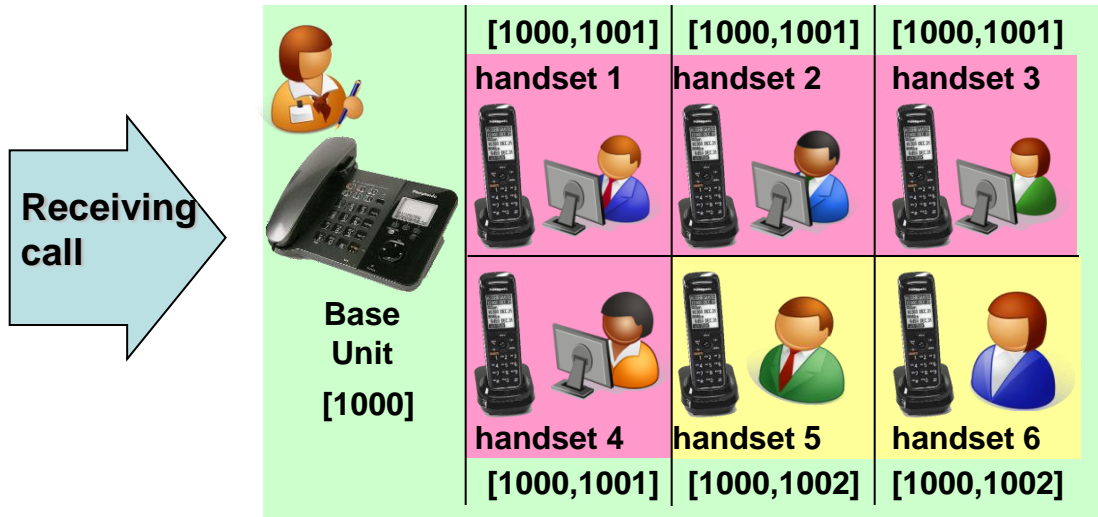 [1000,1001] [1000,1001] [1000,1001]
handset 1 handset 2 handset 3
Receiving
call
Base
Unit
[1000]
handset 4 handset 5 handset 6
[1000,1001] [1000,1002] [1000,1002]